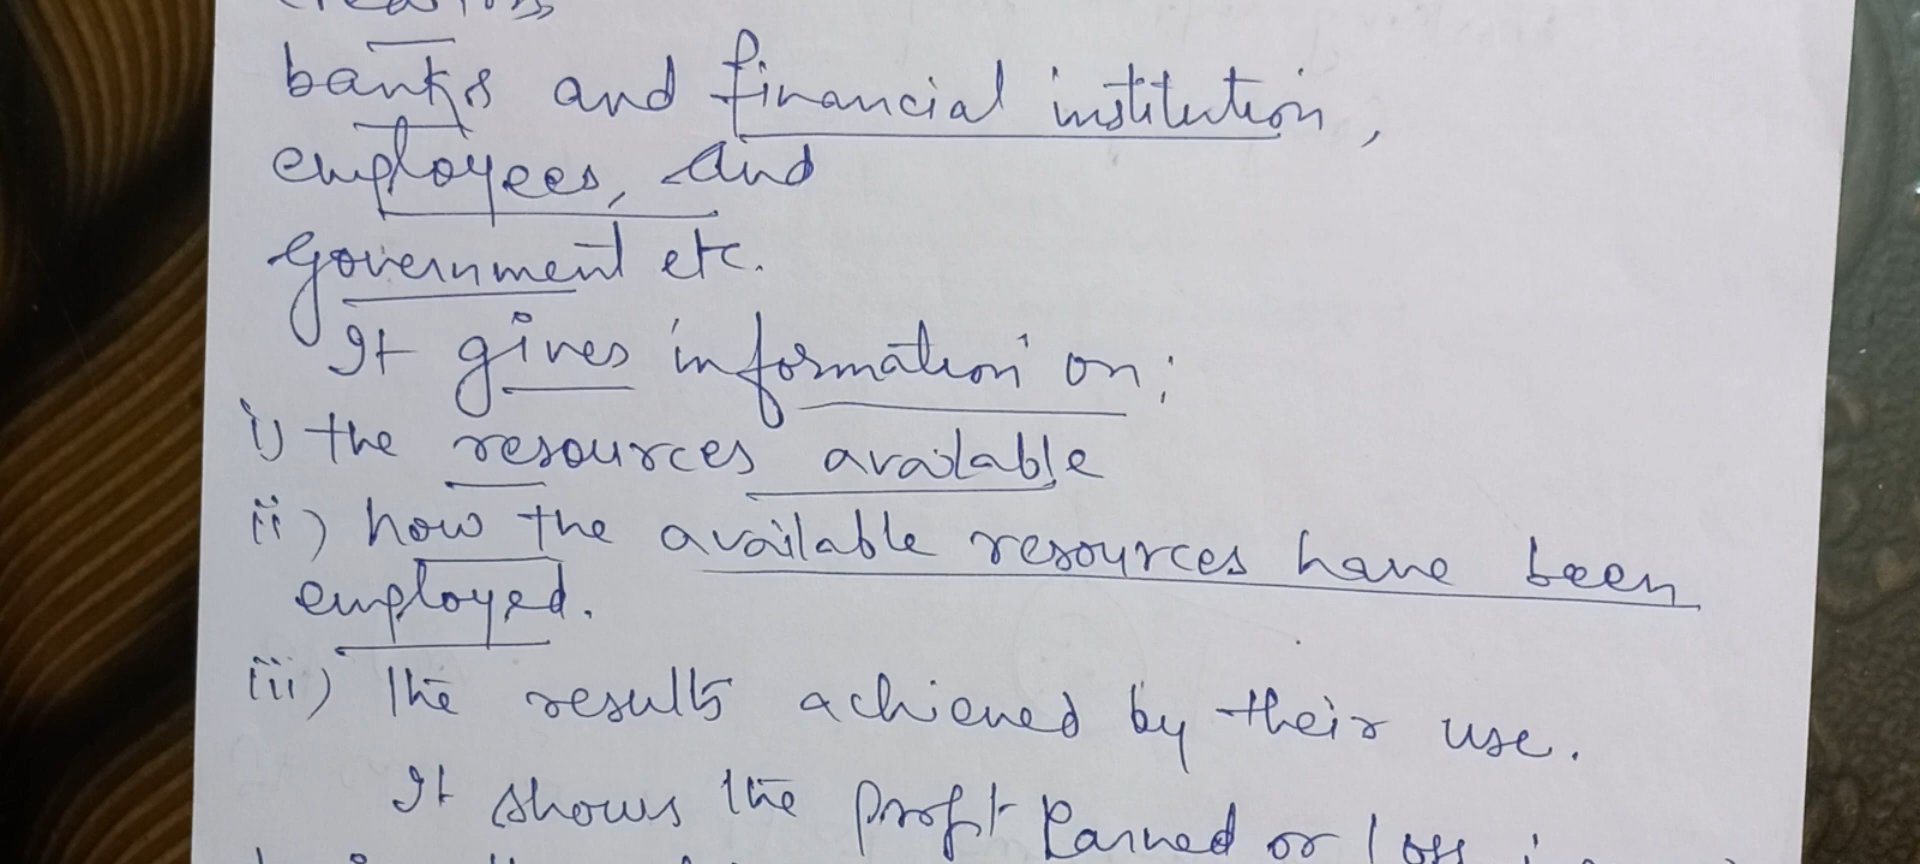 banks and financial institution,
employees, and
government etc.
It gives information on;
i) the resources available
ii) how the available resources have been
employed.
iii) The results achieved by their use.
It shows the profit earned or loss